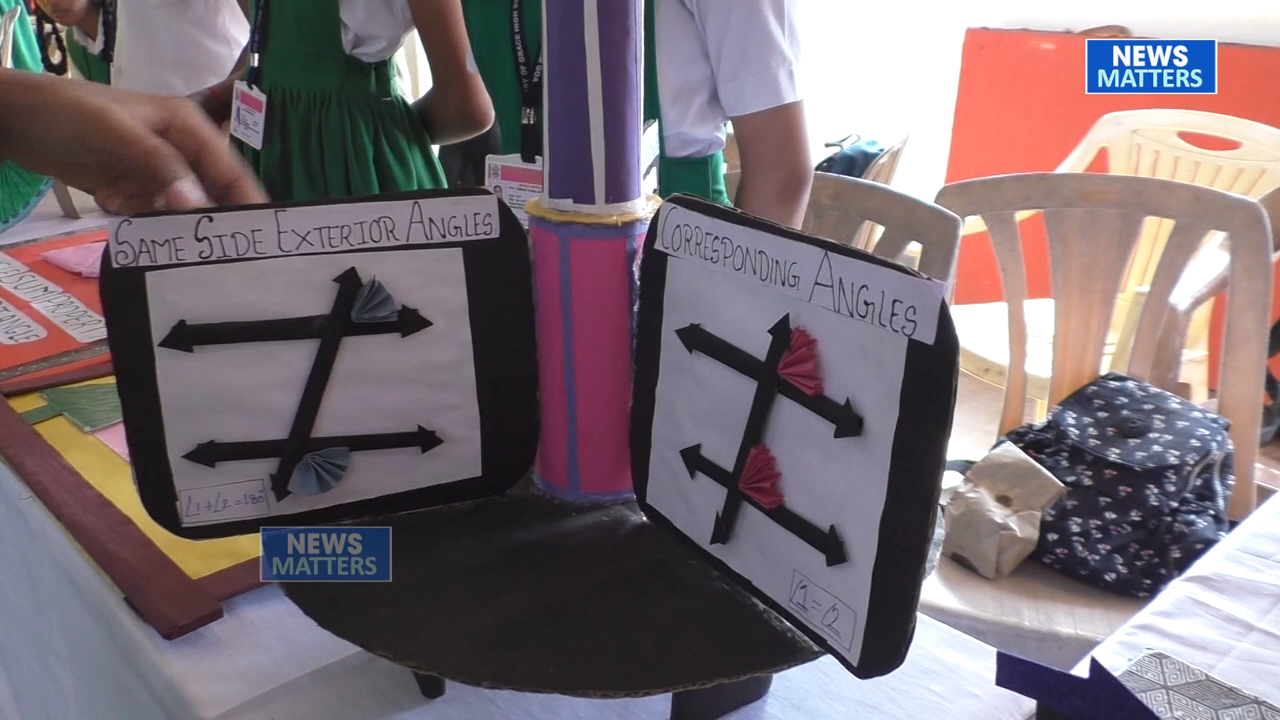 NEWS
MATTERS
SAME SIDE EXTERIOR ANGLES
CORRESPONDING ANGLES
∠1+∠2=180
∠1=∠2
NEWS
MATTERS